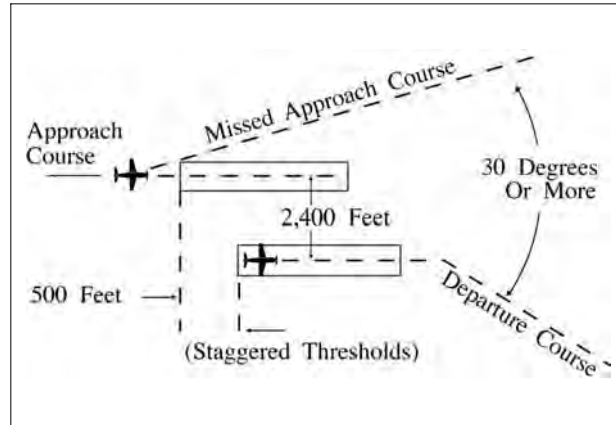 Missed Approach Course
Approach
Course
30 Degrees
Or More
2,400 Feet
500 Feet
Departure Course
(Staggered Thresholds)